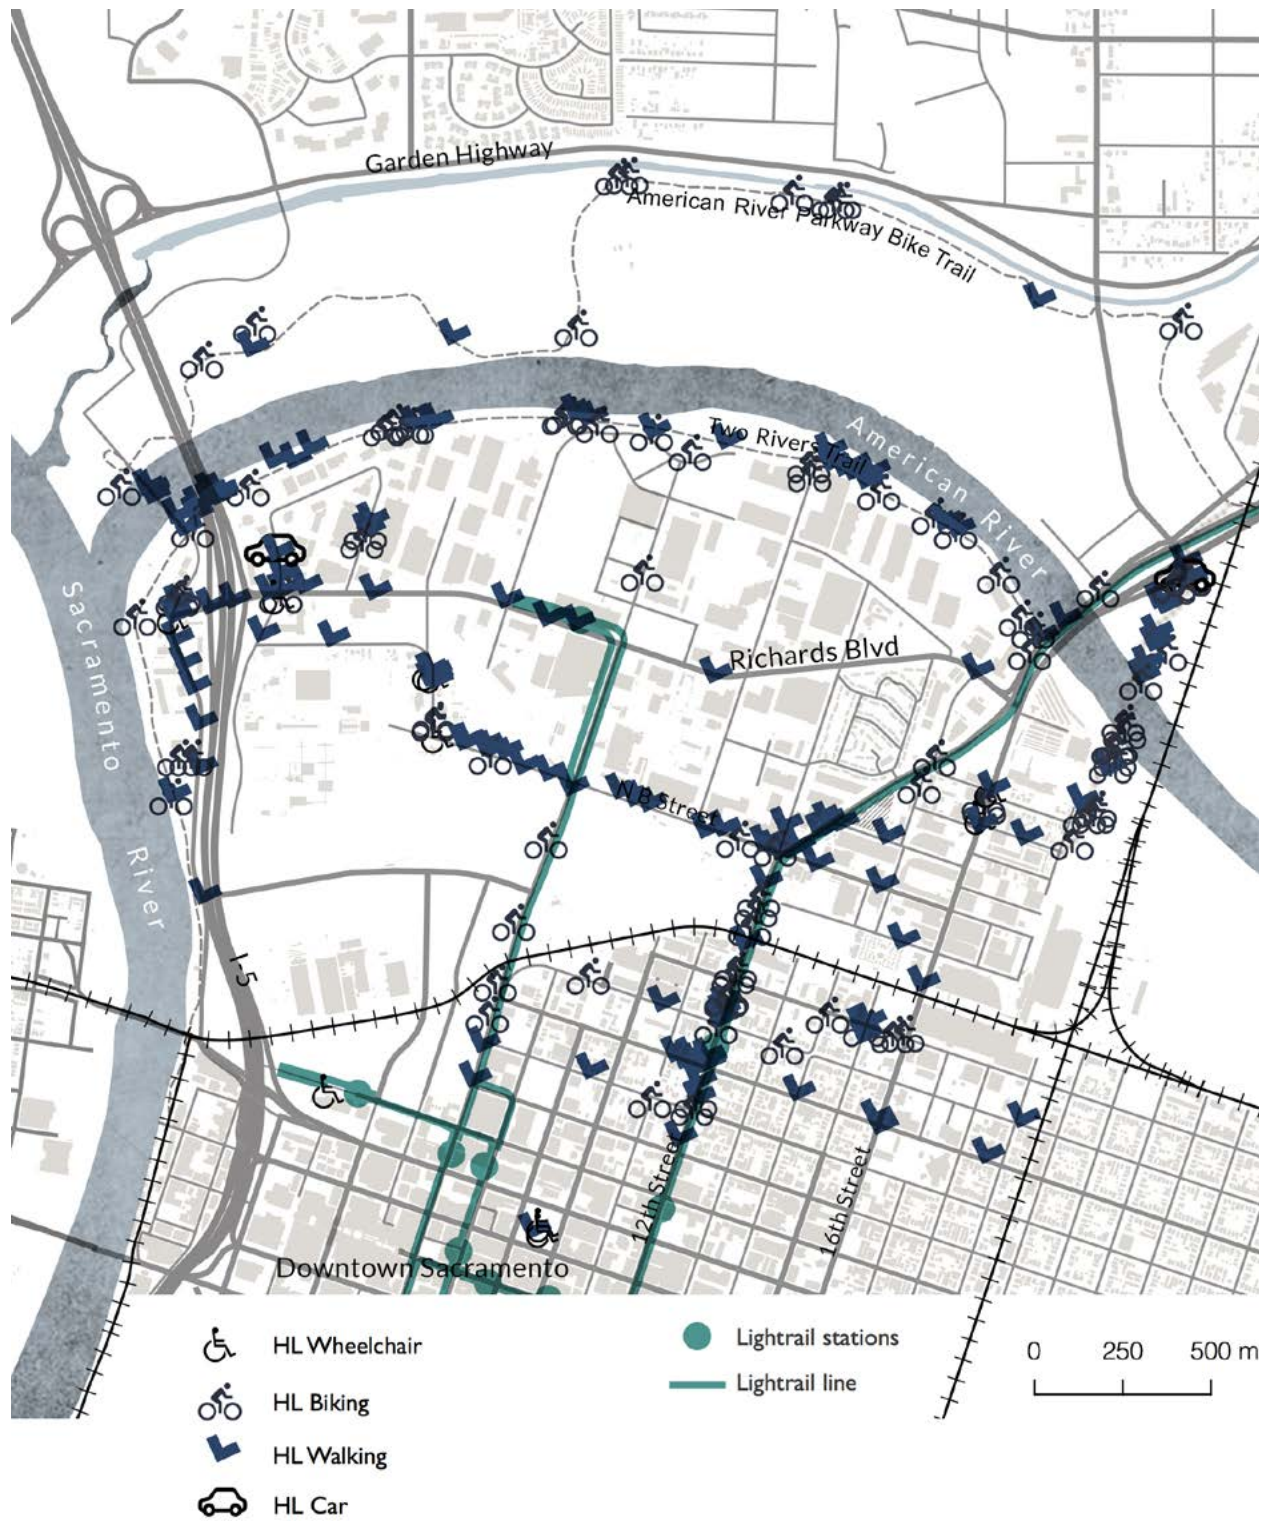 Garden Highway
American River Parkway Bike Trail
Two Rivers Trail
American River
Sacramento River
Richards Blvd
N B Street
I-5
12th Street
16th Street
Downtown Sacramento
HL Wheelchair
HL Biking
HL Walking
HL Car
Lightrail stations
Lightrail line
0 250 500 m